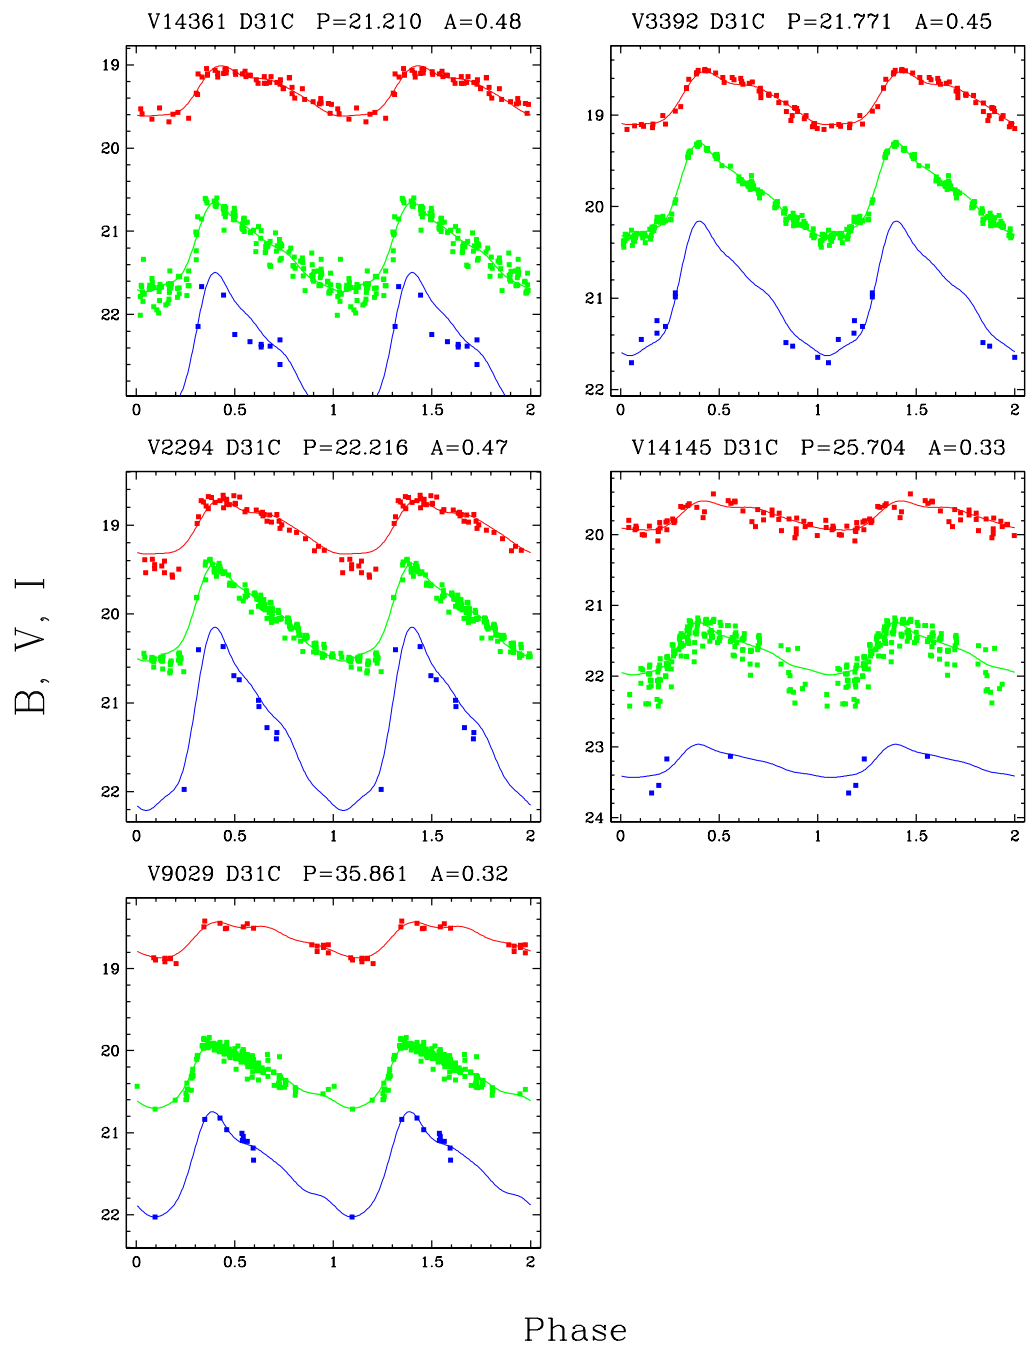 V14361 D31C P=21.210 A=0.48
19
20
21
22
0 0.5 1 1.5 2
V3392 D31C P=21.771 A=0.45
19
20
21
22
0 0.5 1 1.5 2
V2294 D31C P=22.216 A=0.47
19
20
21
22
0 0.5 1 1.5 2
V14145 D31C P=25.704 A=0.33
20
21
22
23
24
0 0.5 1 1.5 2
V9029 D31C P=35.861 A=0.32
19
20
21
22
0 0.5 1 1.5 2
B, V, I
Phase